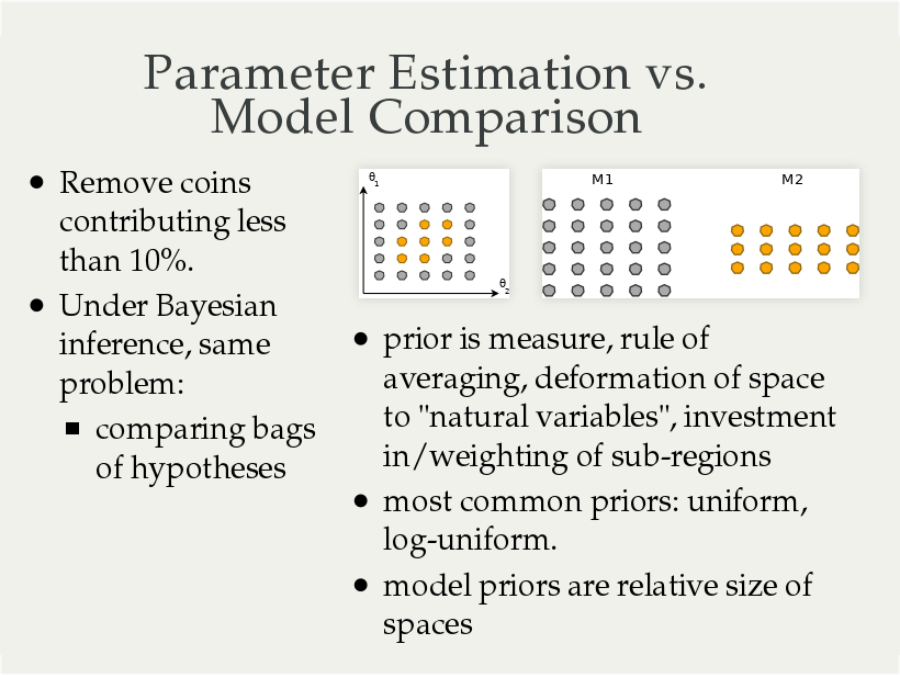 Parameter Estimation vs.
Model Comparison
• Remove coins
contributing less
than 10%.
• Under Bayesian
inference, same
problem:
■ comparing bags
of hypotheses
θ1
θ2
M1
M2
• prior is measure, rule of
averaging, deformation of space
to "natural variables", investment
in/weighting of sub-regions
• most common priors: uniform,
log-uniform.
• model priors are relative size of
spaces